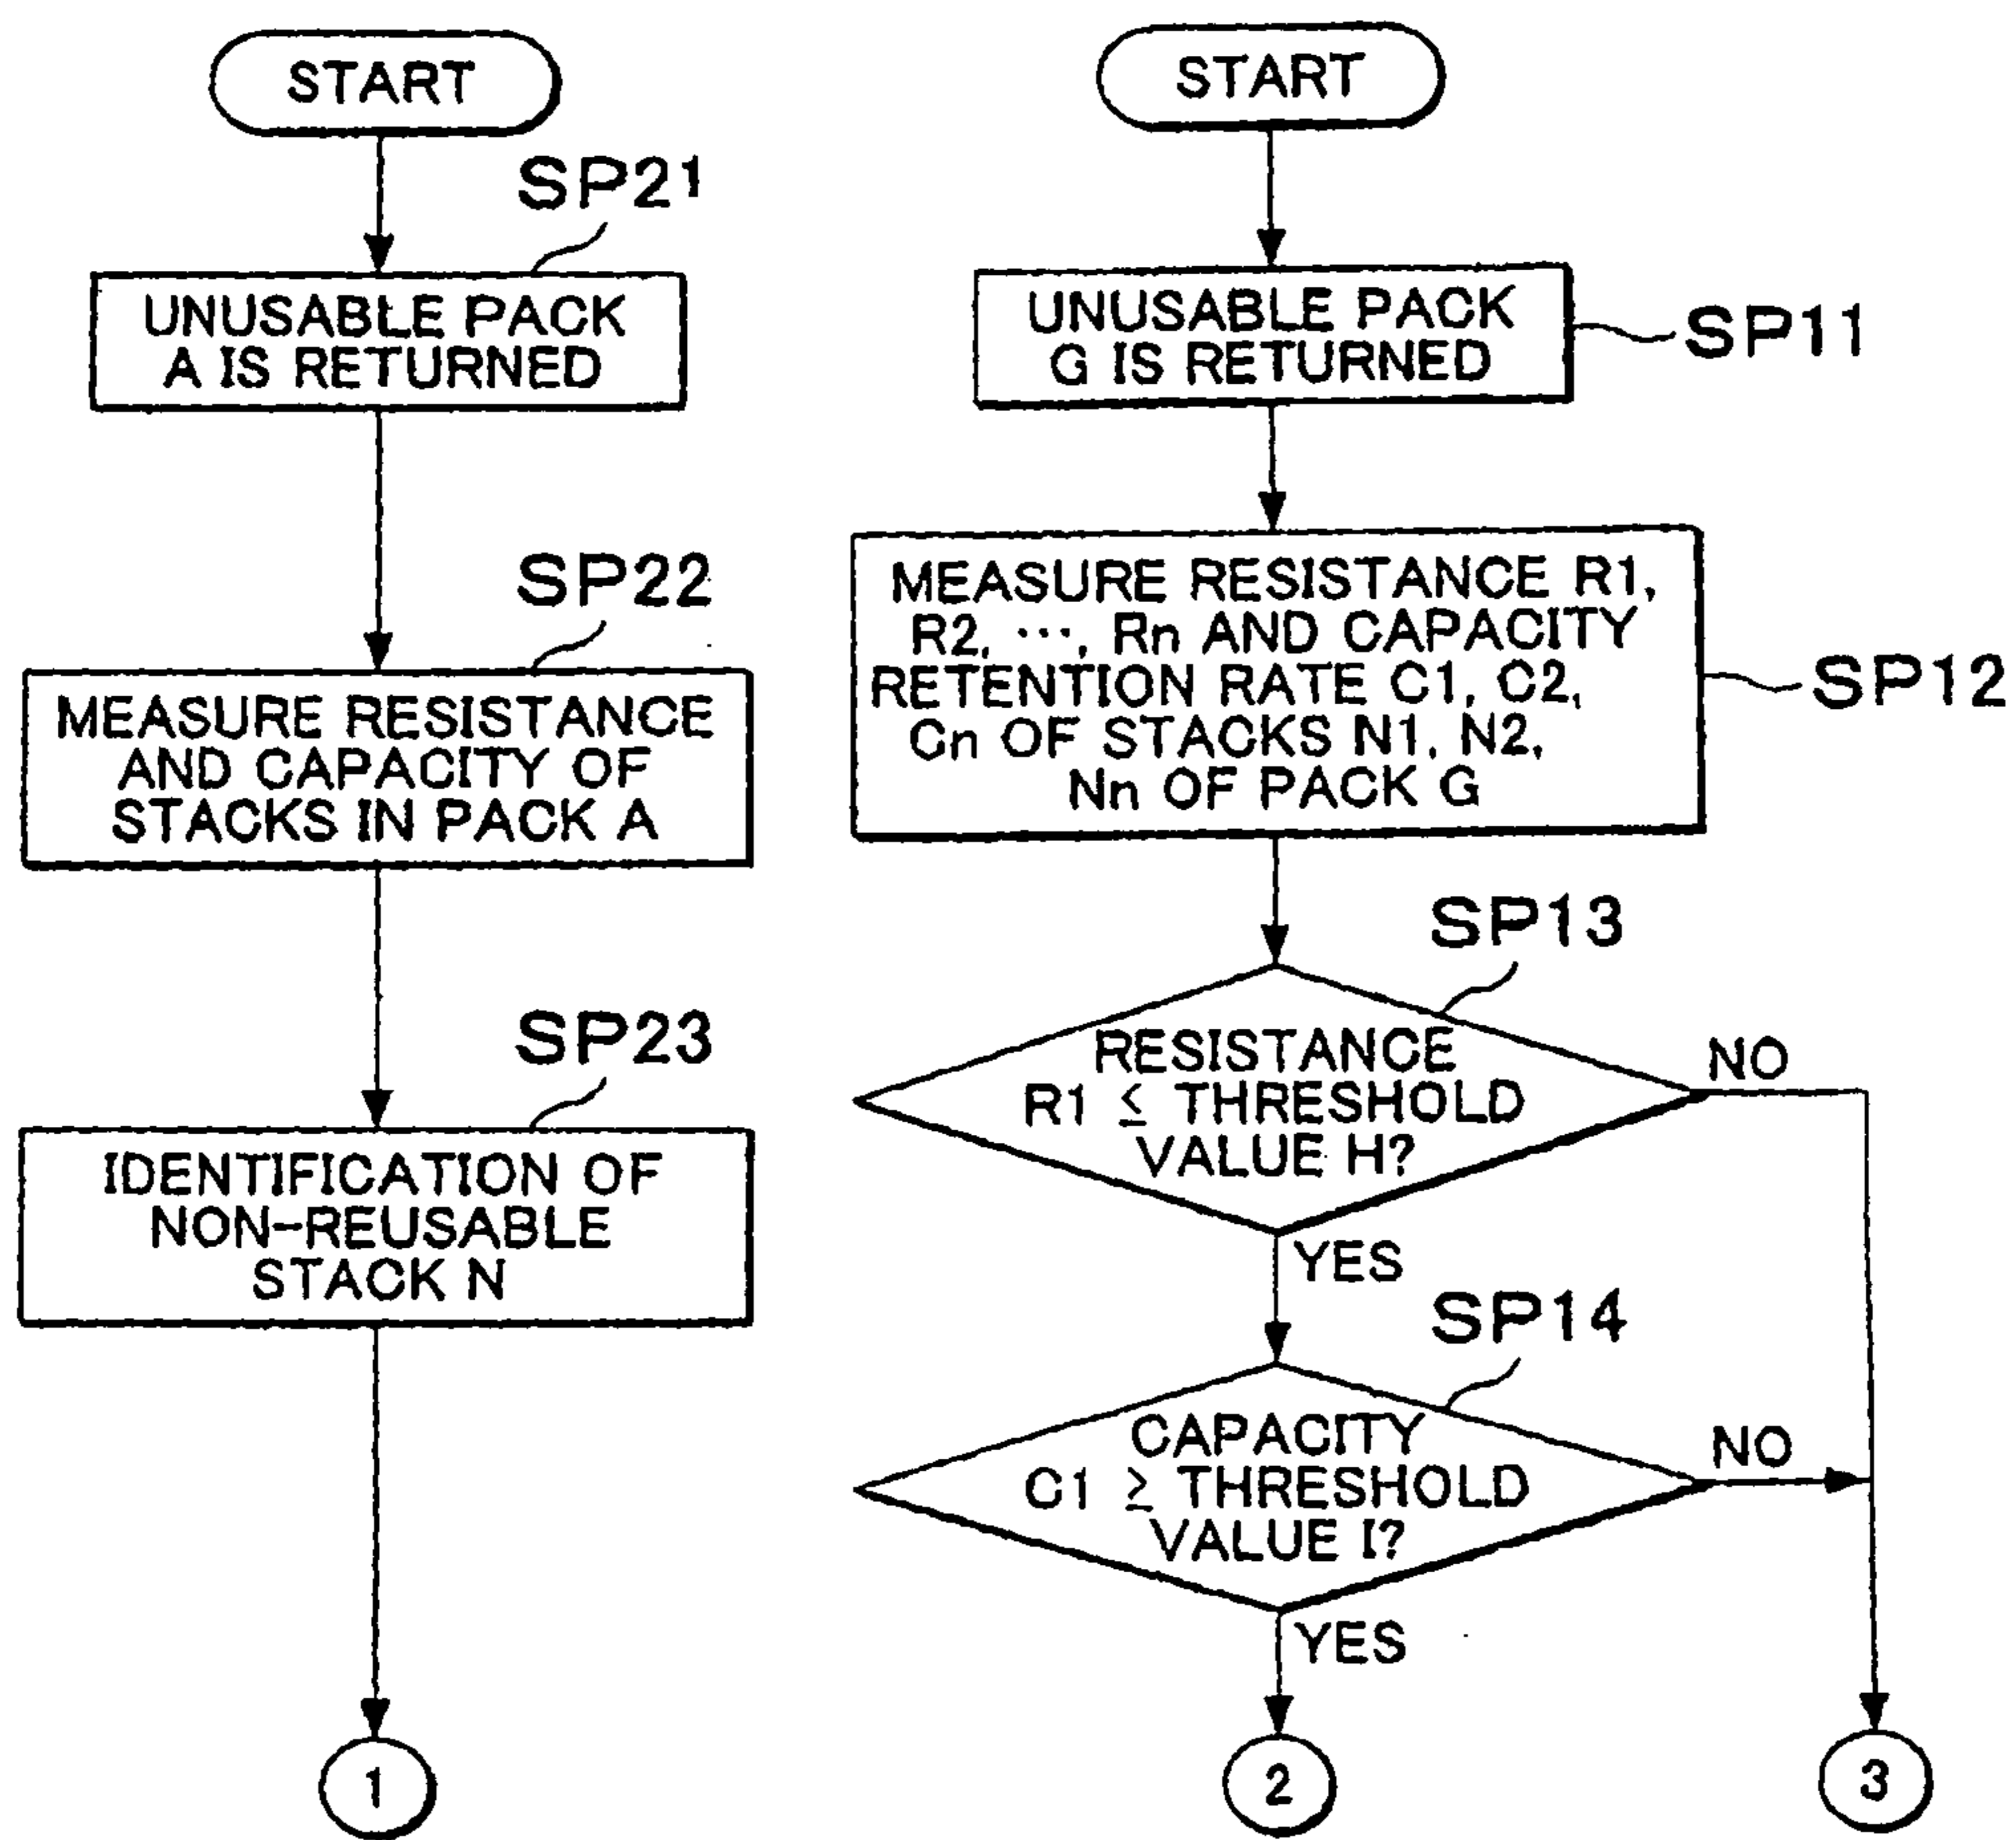 START
SP21
UNUSABLE PACK
A IS RETURNED
SP22
MEASURE RESISTANCE
AND CAPACITY OF
STACKS IN PACK A
SP23
IDENTIFICATION OF
NON-REUSABLE
STACK N
1
START
UNUSABLE PACK
G IS RETURNED
SP11
MEASURE RESISTANCE R1,
R2, ···, Rn AND CAPACITY
RETENTION RATE C1, C2,
Cn OF STACKS N1, N2,
Nn OF PACK G
SP12
SP13
RESISTANCE
R1 ≤ THRESHOLD
VALUE H?
NO
YES
SP14
CAPACITY
C1 ≥ THRESHOLD
VALUE I?
NO
YES
2
3